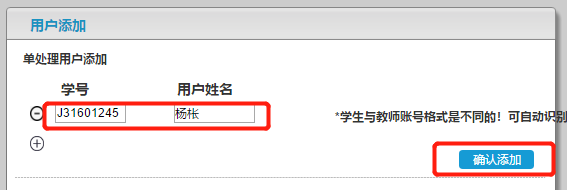 用户添加
单处理用户添加
学号 用户姓名
J31601245 杨枨 *学生与教师账号格式是不同的！可自动识别
确认添加